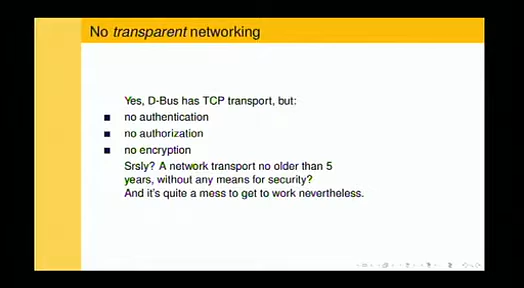 No transparent networking
Yes, D-Bus has TCP transport, but:
no authentication
no authorization
no encryption
Srsly? A network transport no older than 5
years, without any means for security?
And it's quite a mess to get to work nevertheless.